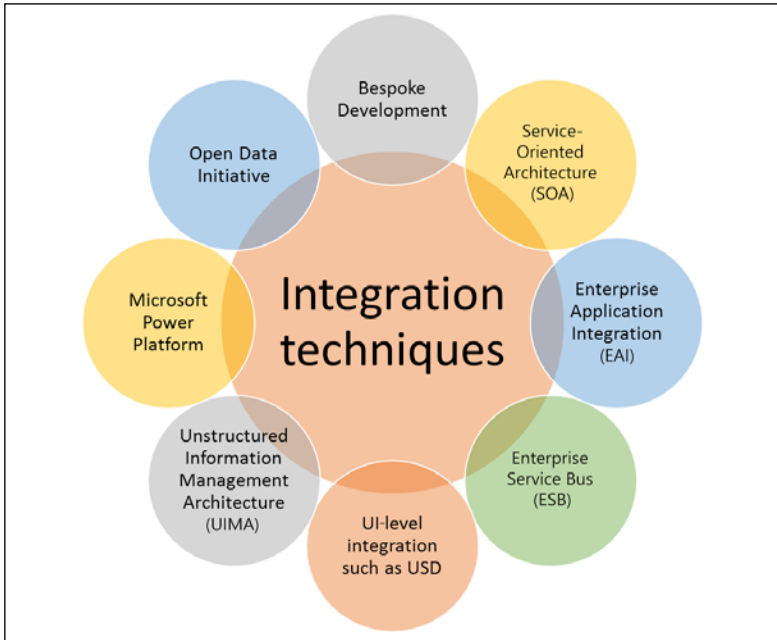 Bespoke
Development
Service-
Oriented
Architecture
(SOA)
Enterprise
Application
Integration
(EAI)
Enterprise
Service Bus
(ESB)
UI-level
integration
such as USD
Unstructured
Information
Management
Architecture
(UIMA)
Microsoft
Power
Platform
Open Data
Initiative
Integration
techniques